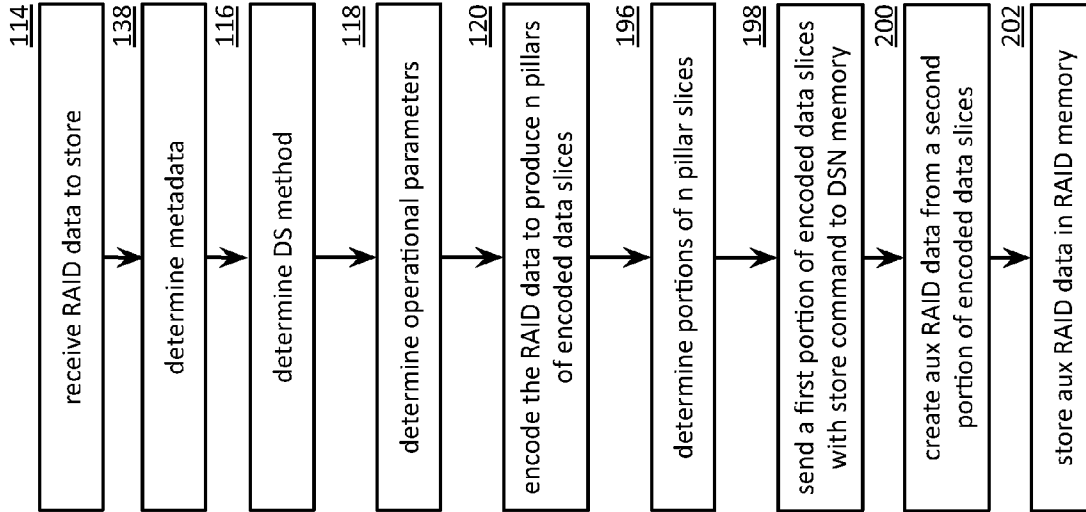 114
receive RAID data to store
138
determine metadata
116
determine DS method
118
determine operational parameters
120
encode the RAID data to produce n pillars
of encoded data slices
196
determine portions of n pillar slices
198
send a first portion of encoded data slices
with store command to DSN memory
200
create aux RAID data from a second
portion of encoded data slices
202
store aux RAID data in RAID memory